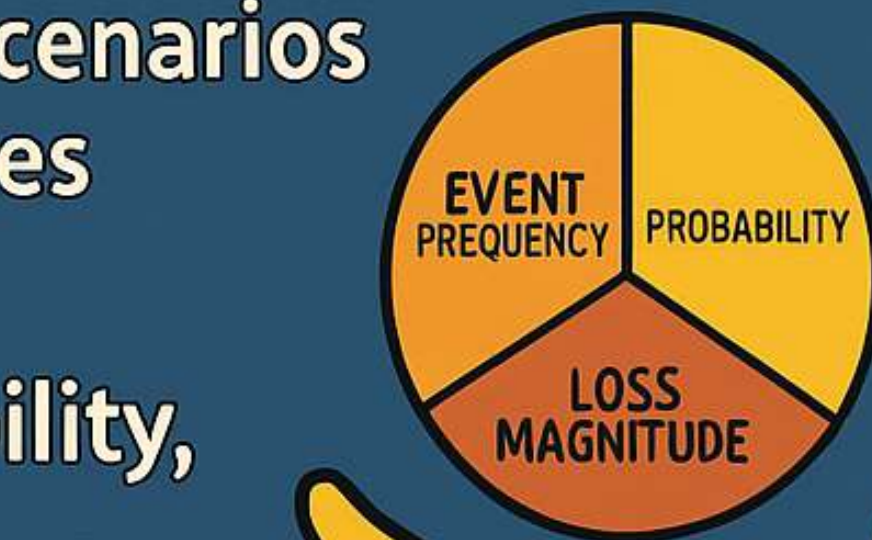 cenarios
es
ility,
EVENT
PREQUENCY
PROBABILITY
LOSS
MAGNITUDE